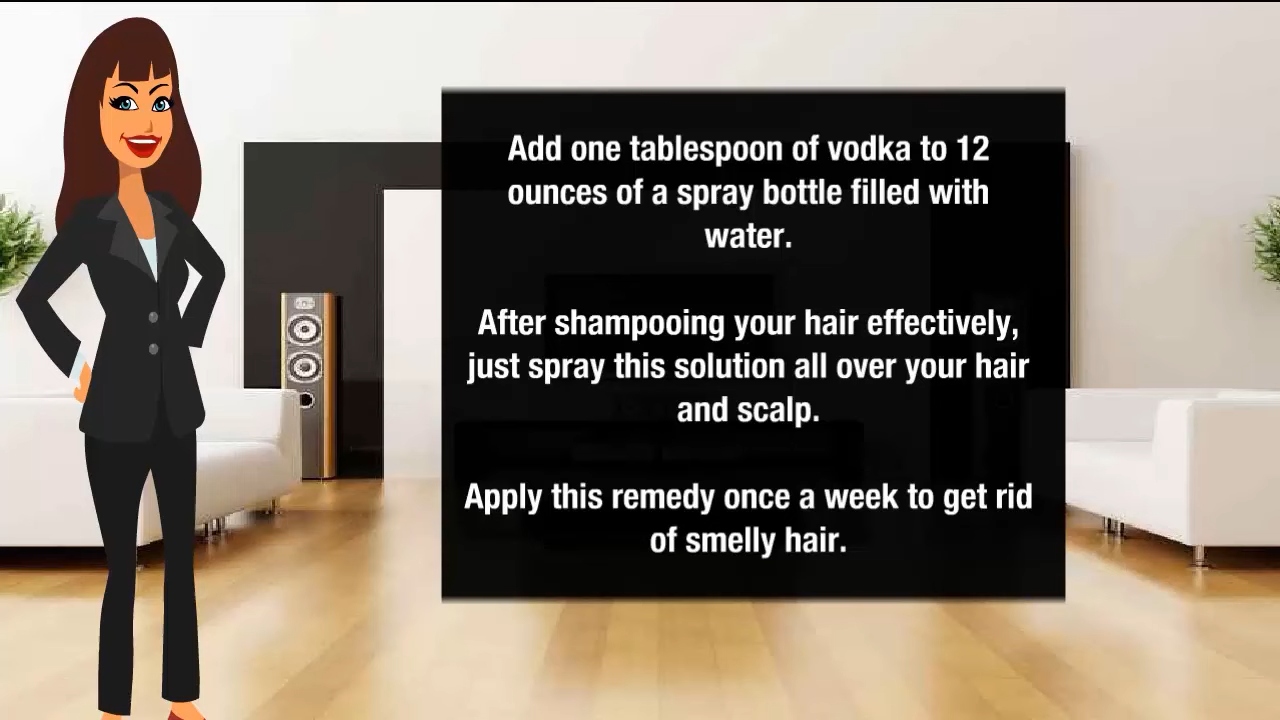 Add one tablespoon of vodka to 12
ounces of a spray bottle filled with
water.
After shampooing your hair effectively,
just spray this solution all over your hair
and scalp.
Apply this remedy once a week to get rid
of smelly hair.